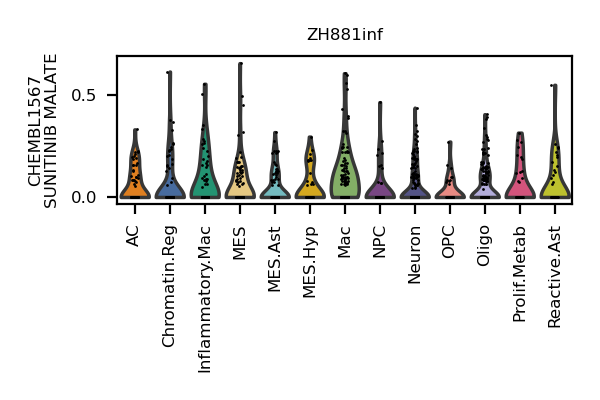 ZH881inf
CHEMBL1567
SUNITINIB MALATE
0.5
0.0
AC
Chromatin.Reg
Inflammatory.Mac
MES
MES.Ast
MES.Hyp
Mac
NPC
Neuron
OPC
Oligo
Prolif.Metab
Reactive.Ast